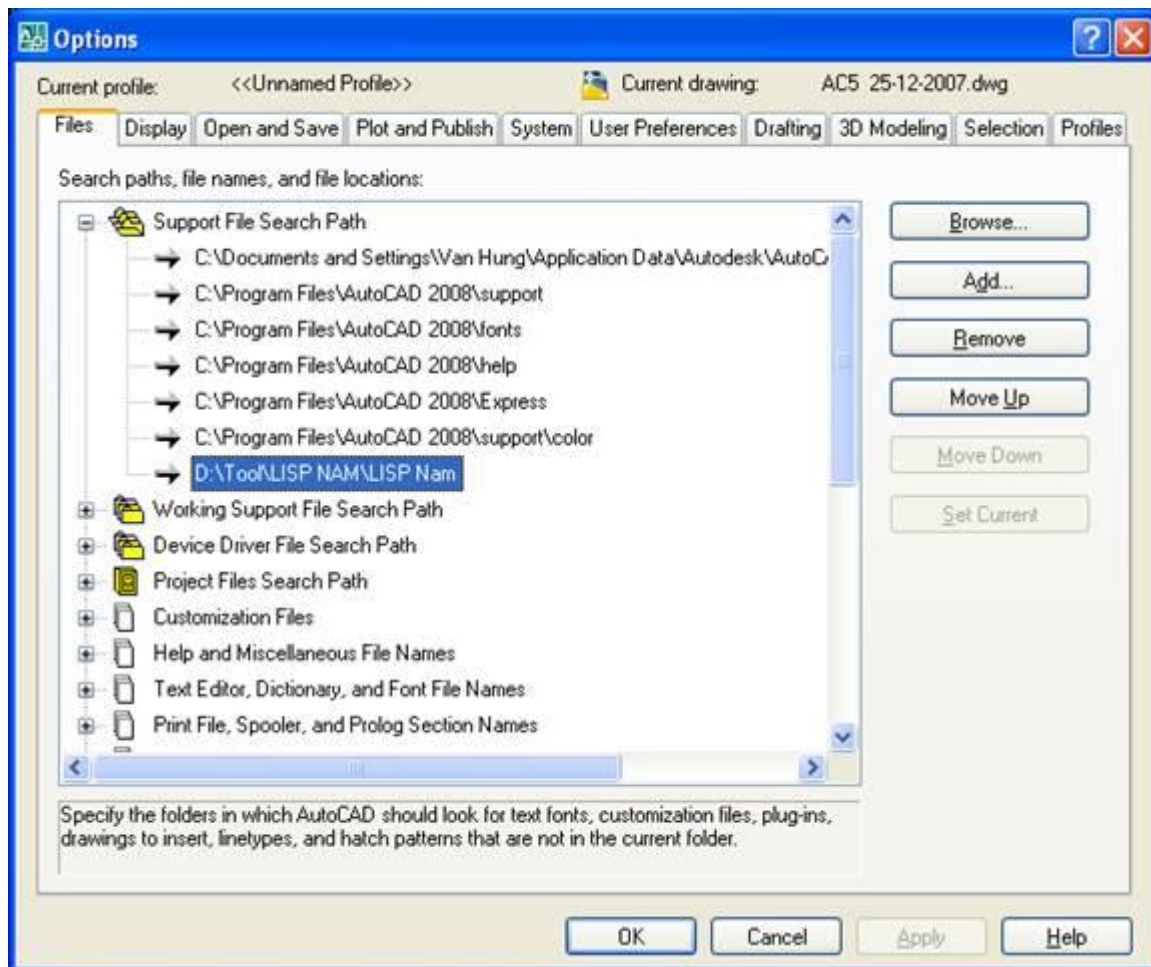 Options
Current profile: <<Unnamed Profile>> Current drawing: AC5 25-12-2007.dwg
Files Display Open and Save Plot and Publish System User Preferences Drafting 3D Modeling Selection Profiles
Search paths, file names, and file locations:
Support File Search Path
C:\Documents and Settings\Van Hung\Application Data\Autodesk\AutoCA
C:\Program Files\AutoCAD 2008\support
C:\Program Files\AutoCAD 2008\fonts
C:\Program Files\AutoCAD 2008\help
C:\Program Files\AutoCAD 2008\Express
C:\Program Files\AutoCAD 2008\support\color
D:\Tool\LISP NAM\LISP Nam
Working Support File Search Path
Device Driver File Search Path
Project Files Search Path
Customization Files
Help and Miscellaneous File Names
Text Editor, Dictionary, and Font File Names
Print File, Spooler, and Prolog Section Names
Browse...
Add...
Remove
Move Up
Move Down
Set Current
Specify the folders in which AutoCAD should look for text fonts, customization files, plug-ins,
drawings to insert, linetypes, and hatch patterns that are not in the current folder.
OK Cancel Apply Help